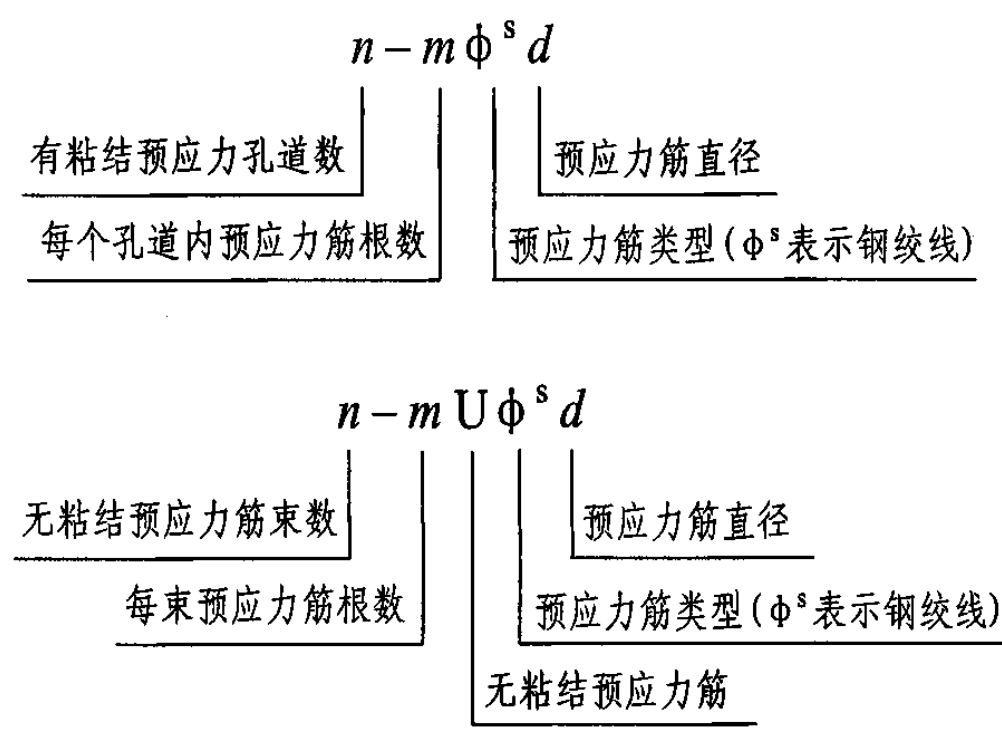 n-mϕˢd
有粘结预应力孔道数
预应力筋直径
每个孔道内预应力筋根数
预应力筋类型(ϕˢ表示钢绞线)
n-mUϕˢd
无粘结预应力筋束数
预应力筋直径
每束预应力筋根数
预应力筋类型(ϕˢ表示钢绞线)
无粘结预应力筋